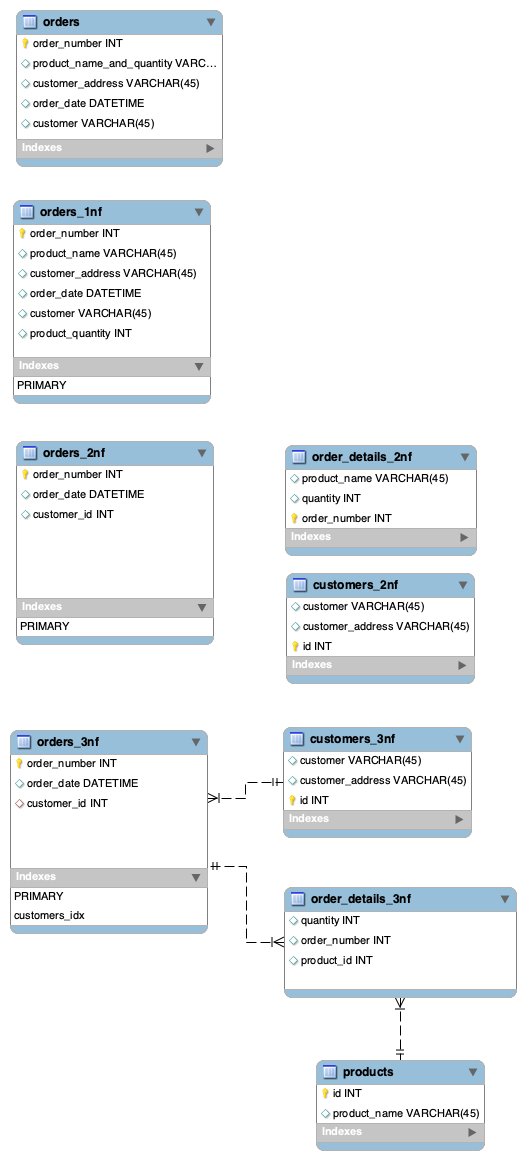 orders
order_number INT
product_name_and_quantity VARC...
customer_address VARCHAR(45)
order_date DATETIME
customer VARCHAR(45)
Indexes
orders_1nf
order_number INT
product_name VARCHAR(45)
customer_address VARCHAR(45)
order_date DATETIME
customer VARCHAR(45)
product_quantity INT
Indexes
PRIMARY
orders_2nf
order_number INT
order_date DATETIME
customer_id INT
Indexes
PRIMARY
order_details_2nf
product_name VARCHAR(45)
quantity INT
order_number INT
Indexes
customers_2nf
customer VARCHAR(45)
customer_address VARCHAR(45)
id INT
Indexes
orders_3nf
order_number INT
order_date DATETIME
customer_id INT
Indexes
PRIMARY
customers_idx
customers_3nf
customer VARCHAR(45)
customer_address VARCHAR(45)
id INT
Indexes
order_details_3nf
quantity INT
order_number INT
product_id INT
products
id INT
product_name VARCHAR(45)
Indexes